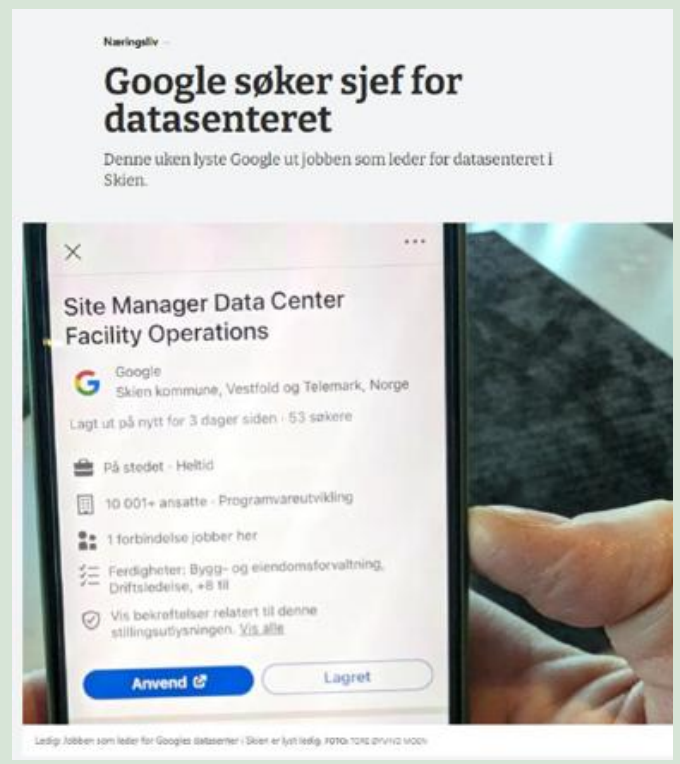 Næringsliv —
Google søker sjef for
datasenteret
Denne uken lyste Google ut jobben som leder for datasenteret i
Skien.
Site Manager Data Center
Facility Operations
Google
Skien kommune, Vestfold og Telemark, Norge
Lagt ut på nytt for 3 dager siden · 53 søkere
På stedet · Heltid
10 001+ ansatte · Programvareutvikling
1 forbindelse jobber her
Ferdigheter: Bygg- og eiendomsforvaltning,
Driftsledelse, +8 til
Vis bekreftelser relatert til denne
stillingsutlysningen. Vis alle
Anvend
Lagret
Ledig: Jobben som leder for Googles datasenter i Skien er lyst ledig. FOTO: TORE ØYVIND MOEN